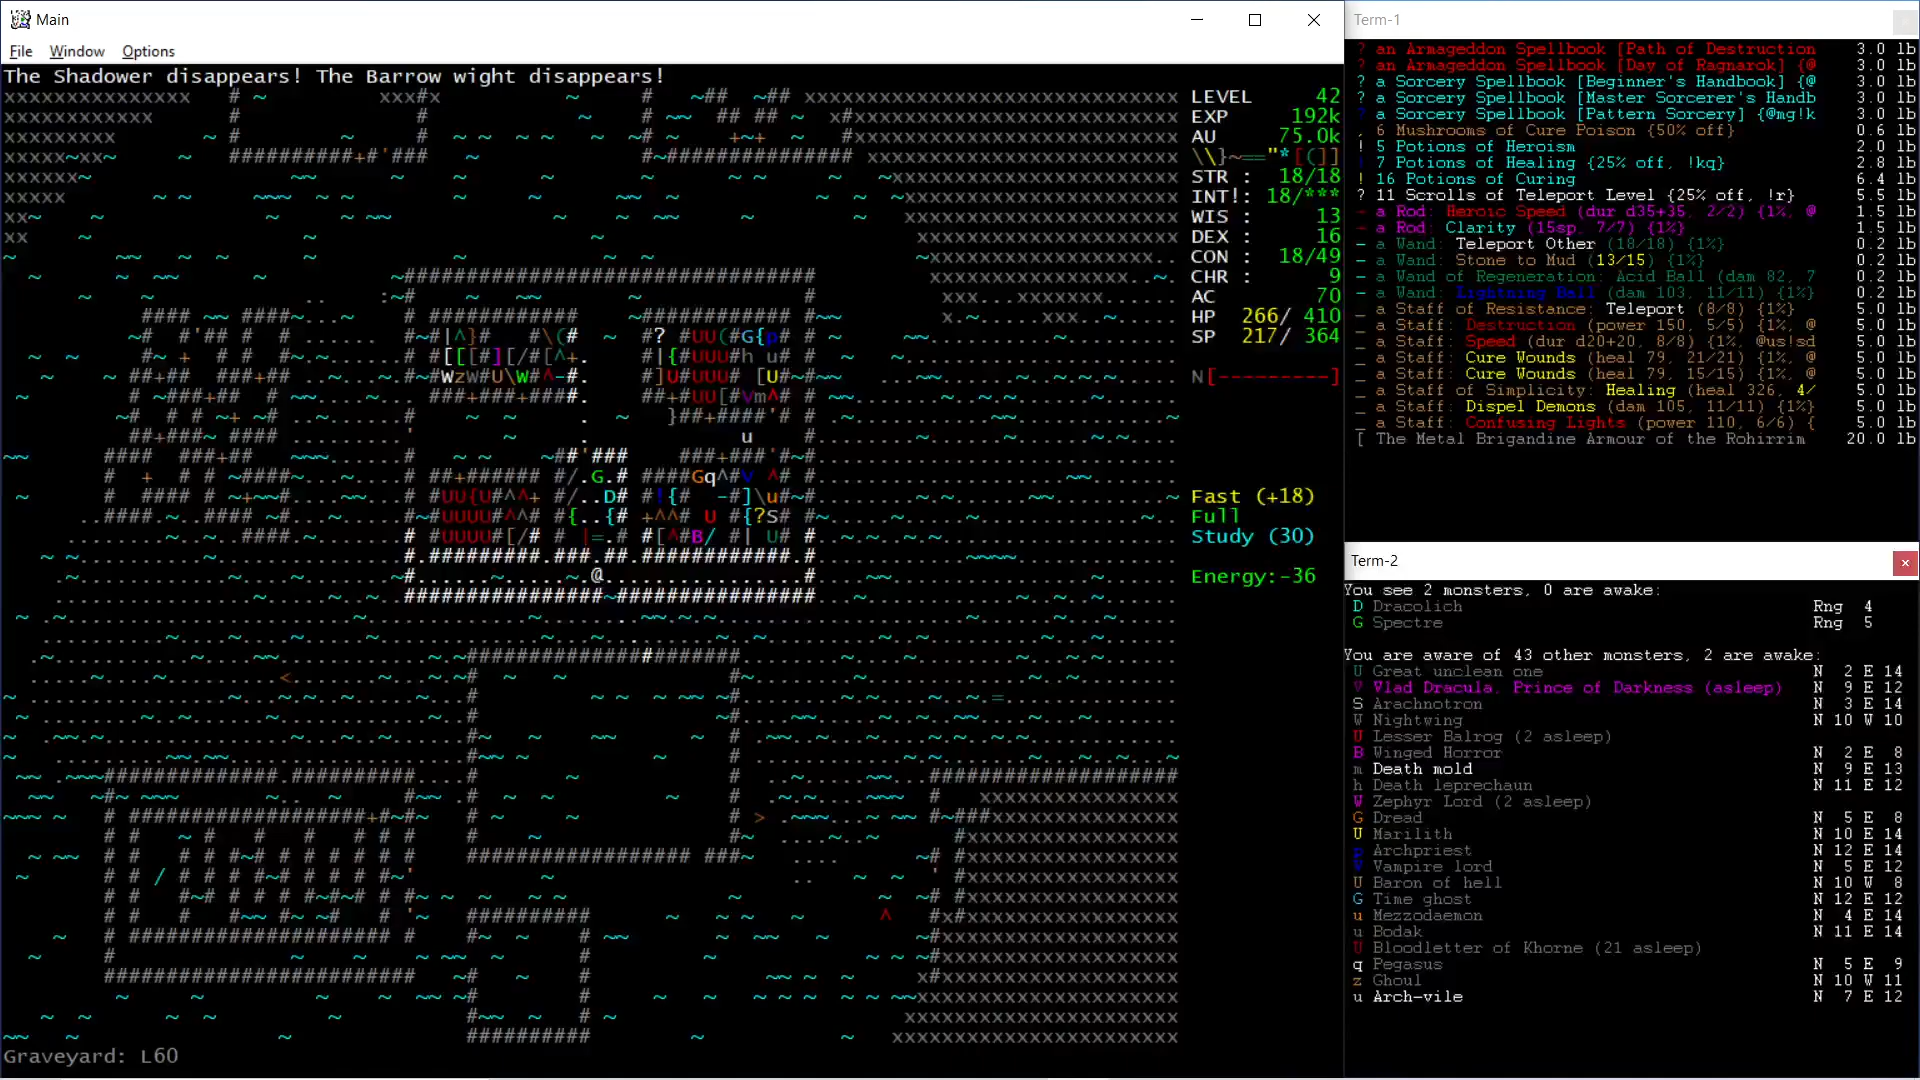 Main
File Window Options
The Shadower disappears! The Barrow wight disappears!
LEVEL 42
EXP 192k
AU 75.0k
STR : 18/18
INT!: 18/***
WIS : 13
DEX : 16
CON : 18/49
CHR : 9
AC 70
HP 266/ 410
SP 217/ 364
N[---------]
Fast (+18)
Full
Study (30)
Energy:-36
Graveyard: L60
Term-1
? an Armageddon Spellbook [Path of Destruction 3.0 lb
? an Armageddon Spellbook [Day of Ragnarok] {@ 3.0 lb
? a Sorcery Spellbook [Beginner's Handbook] {@ 3.0 lb
? a Sorcery Spellbook [Master Sorcerer's Handb 3.0 lb
? a Sorcery Spellbook [Pattern Sorcery] {@mg!k 3.0 lb
, 6 Mushrooms of Cure Poison {50% off} 0.6 lb
! 5 Potions of Heroism 2.0 lb
! 7 Potions of Healing {25% off, !kq} 2.8 lb
! 16 Potions of Curing 6.4 lb
? 11 Scrolls of Teleport Level {25% off, !r} 5.5 lb
- a Rod: Heroic Speed (dur d35+35, 2/2) {1%, @ 1.5 lb
- a Rod: Clarity (15sp, 7/7) {1%} 1.5 lb
- a Wand: Teleport Other (18/18) {1%} 0.2 lb
- a Wand: Stone to Mud (13/15) {1%} 0.2 lb
- a Wand of Regeneration: Acid Ball (dam 82, 7 0.2 lb
- a Wand: Lightning Ball (dam 103, 11/11) {1%} 0.2 lb
_ a Staff of Resistance: Teleport (8/8) {1%} 5.0 lb
_ a Staff: Destruction (power 150, 5/5) {1%, @ 5.0 lb
_ a Staff: Speed (dur d20+20, 8/8) {1%, @us!sd 5.0 lb
_ a Staff: Cure Wounds (heal 79, 21/21) {1%, @ 5.0 lb
_ a Staff: Cure Wounds (heal 79, 15/15) {1%, @ 5.0 lb
_ a Staff of Simplicity: Healing (heal 326, 4/ 5.0 lb
_ a Staff: Dispel Demons (dam 105, 11/11) {1%} 5.0 lb
_ a Staff: Confusing Lights (power 110, 6/6) { 5.0 lb
[ The Metal Brigandine Armour of the Rohirrim 20.0 lb
Term-2
You see 2 monsters, 0 are awake:
D Dracolich Rng 4
G Spectre Rng 5
You are aware of 43 other monsters, 2 are awake:
U Great unclean one N 2 E 14
V Vlad Dracula, Prince of Darkness (asleep) N 9 E 12
S Arachnotron N 3 E 14
W Nightwing N 10 W 10
U Lesser Balrog (2 asleep)
B Winged Horror N 2 E 8
m Death mold N 9 E 13
h Death leprechaun N 11 E 12
W Zephyr Lord (2 asleep)
G Dread N 5 E 8
U Marilith N 10 E 14
p Archpriest N 12 E 14
V Vampire lord N 5 E 12
U Baron of hell N 10 W 8
G Time ghost N 12 E 12
u Mezzodaemon N 4 E 14
u Bodak N 11 E 14
U Bloodletter of Khorne (21 asleep)
q Pegasus N 5 E 9
z Ghoul N 10 W 11
u Arch-vile N 7 E 12